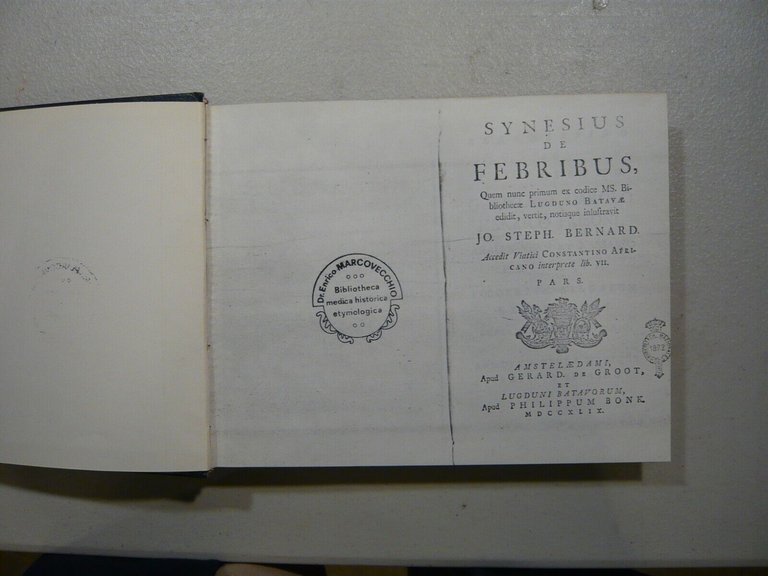 Dr. Enrico MARCOVECCHIO
Bibliotheca
medica historica
etymologica
SYNESIUS
DE
FEBRIBUS,
Quem nunc primum ex codice MS. Bi-
bliothecæ LUGDUNO BATAVÆ
edidit, vertit, notisque inlustravit
JO. STEPH. BERNARD.
Accedit Viatici CONSTANTINO AFRI-
CANO interprete lib. VII.
PARS.
AMSTELÆDAMI,
Apud GERARD. DE GROOT,
ET
LUGDUNI BATAVORUM,
Apud PHILIPPUM BONK.
MDCCXLIX.
1872